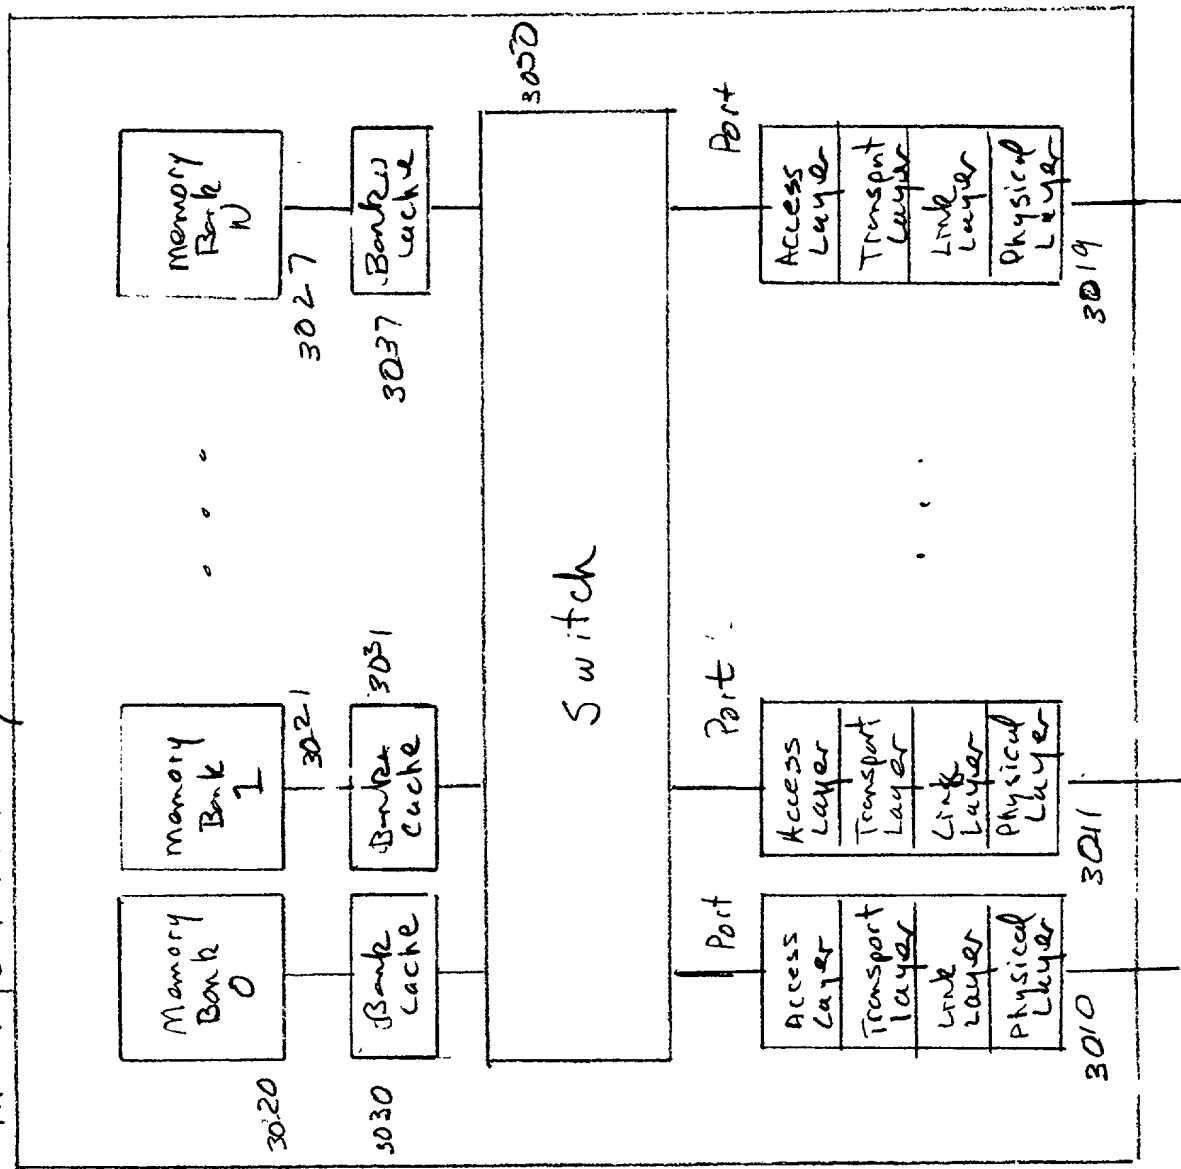 Memory
Bank
0
Memory
Bank
1
Memory
Bank
N
3020
3021
3027
Bank
Cache
Bank
Cache
Bank
Cache
3030
3031
3037
Switch
3050
Port
Port
Port
Access
Layer
Transport
Layer
Link
Layer
Physical
Layer
3010
Access
Layer
Transport
Layer
Link
Layer
Physical
Layer
3011
Access
Layer
Transport
Layer
Link
Layer
Physical
Layer
3019